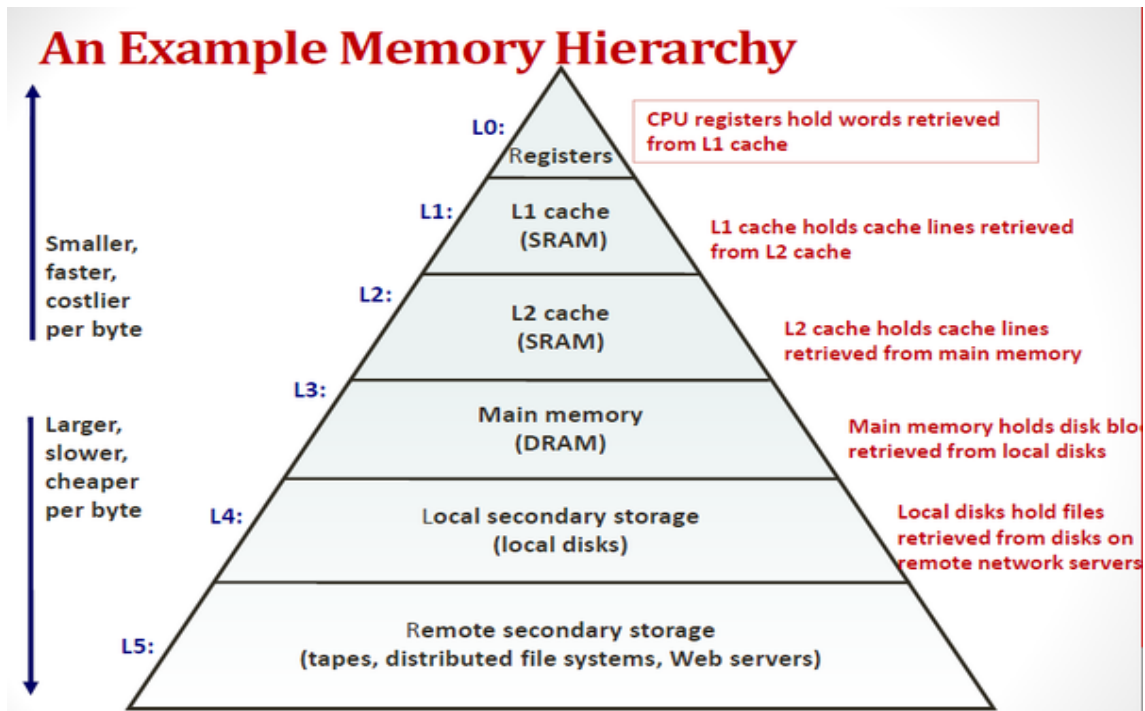 An Example Memory Hierarchy
L0:
Registers
CPU registers hold words retrieved
from L1 cache
L1:
L1 cache
(SRAM)
L1 cache holds cache lines retrieved
from L2 cache
Smaller,
faster,
costlier
per byte
L2:
L2 cache
(SRAM)
L2 cache holds cache lines
retrieved from main memory
L3:
Main memory
(DRAM)
Main memory holds disk blo
retrieved from local disks
Larger,
slower,
cheaper
per byte
L4:
Local secondary storage
(local disks)
Local disks hold files
retrieved from disks on
remote network servers
L5:
Remote secondary storage
(tapes, distributed file systems, Web servers)